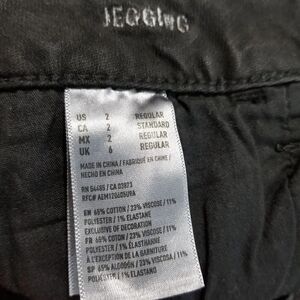 JEGGING
US 2 REGULAR
CA 2 STANDARD
MX 2 REGULAR
UK 6 REGULAR
MADE IN CHINA / FABRIQUÉ EN CHINE /
HECHO EN CHINA
RN 54485 / CA 03873
EN 65% COTTON / 23% VISCOSE / 11%
POLYESTER / 1% ELASTANE
EXCLUSIVE OF DECORATION
FR 65% COTON / 23% VISCOSE / 11%
POLYESTER / 1% ÉLASTHANNE
À L'EXCEPTION DE LA GARNITURE
SP 65% ALGODÓN / 23% VISCOSA / 11%
POLIÉSTER / 1% ELASTANO